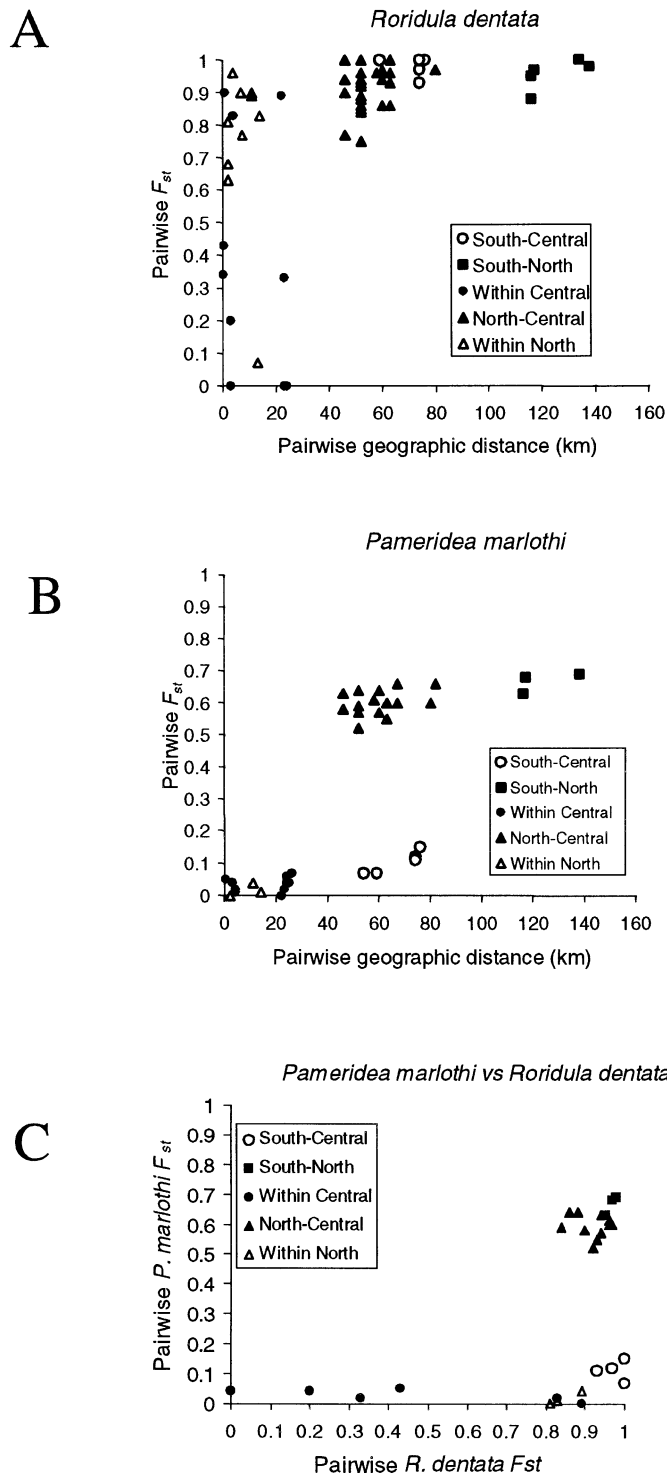 A
Roridula dentata
Pairwise Fst
1
0.9
0.8
0.7
0.6
0.5
0.4
0.3
0.2
0.1
0
South-Central
South-North
Within Central
North-Central
Within North
0 20 40 60 80 100 120 140 160
Pairwise geographic distance (km)
B
Pameridea marlothi
Pairwise Fst
1
0.9
0.8
0.7
0.6
0.5
0.4
0.3
0.2
0.1
0
South-Central
South-North
Within Central
North-Central
Within North
0 20 40 60 80 100 120 140 160
Pairwise geographic distance (km)
C
Pameridea marlothi vs Roridula dentata
Pairwise P. marlothi Fst
1
0.9
0.8
0.7
0.6
0.5
0.4
0.3
0.2
0.1
0
South-Central
South-North
Within Central
North-Central
Within North
0 0.1 0.2 0.3 0.4 0.5 0.6 0.7 0.8 0.9 1
Pairwise R. dentata Fst